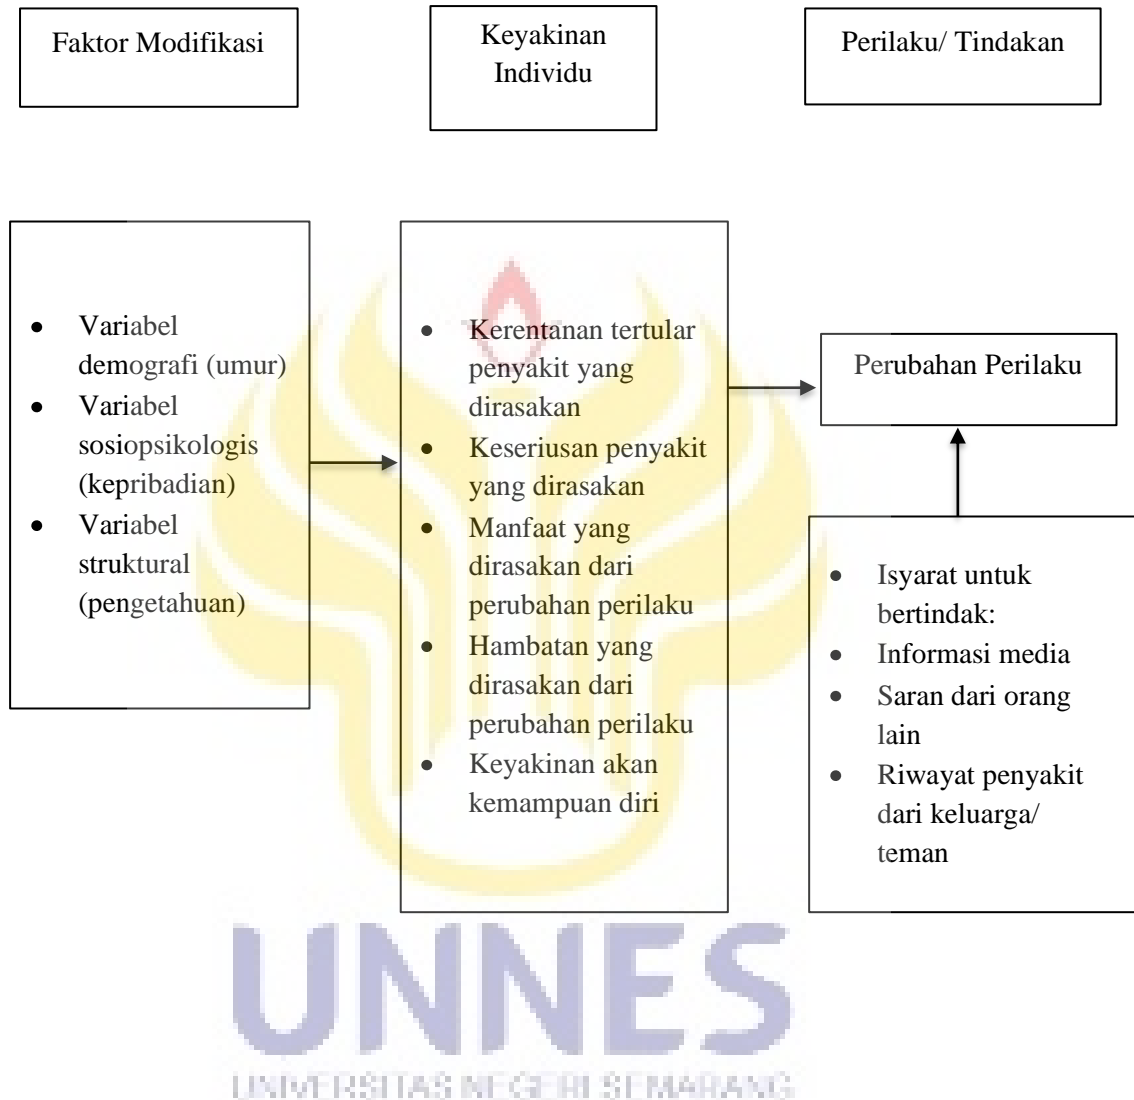 Faktor Modifikasi
Keyakinan
Individu
Perilaku/ Tindakan
• Variabel
demografi (umur)
• Variabel
sosiopsikologis
(kepribadian)
• Variabel
struktural
(pengetahuan)
• Kerentanan tertular
penyakit yang
dirasakan
• Keseriusan penyakit
yang dirasakan
• Manfaat yang
dirasakan dari
perubahan perilaku
• Hambatan yang
dirasakan dari
perubahan perilaku
• Keyakinan akan
kemampuan diri
Perubahan Perilaku
• Isyarat untuk
bertindak:
• Informasi media
• Saran dari orang
lain
• Riwayat penyakit
dari keluarga/
teman
UNNES
UNIVERSITAS NEGERI SEMARANG